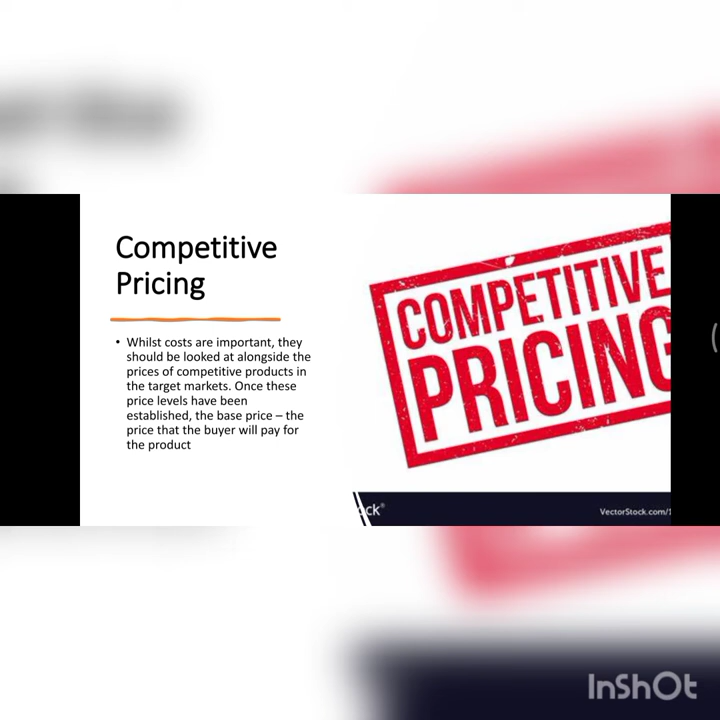 Competitive
Pricing
• Whilst costs are important, they
should be looked at alongside the
prices of competitive products in
the target markets. Once these
price levels have been
established, the base price – the
price that the buyer will pay for
the product
COMPETITIVE
PRICING
ck®
VectorStock.com/1
InShOt